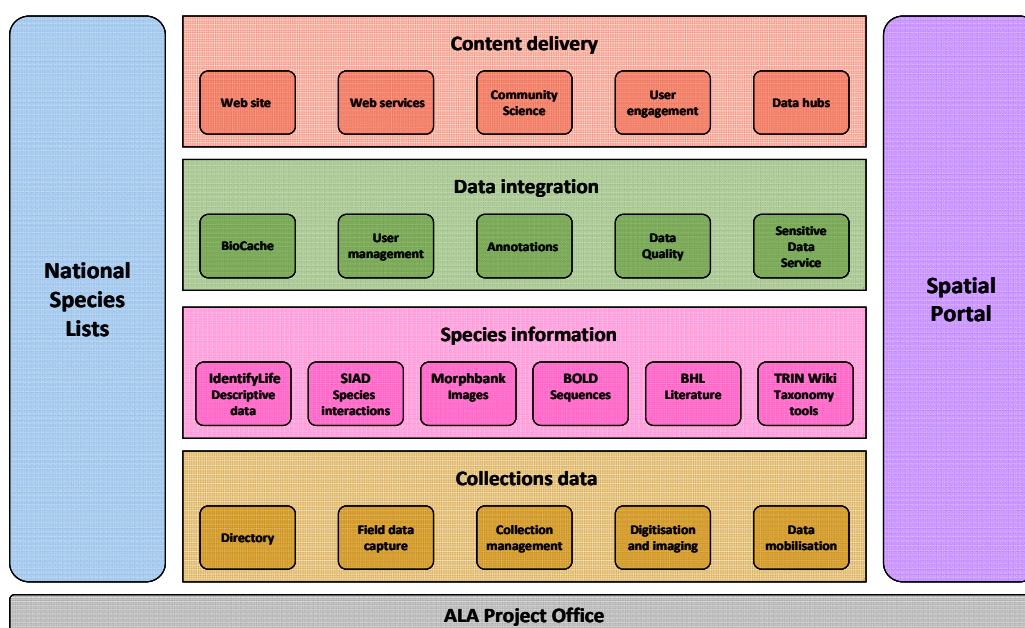 National
Species
Lists
Content delivery
Web site
Web services
Community
Science
User
engagement
Data hubs
Data integration
BioCache
User
management
Annotations
Data
Quality
Sensitive
Data
Service
Species information
IdentifyLife
Descriptive
data
SIAD
Species
interactions
Morphbank
Images
BOLD
Sequences
BHL
Literature
TRIN Wiki
Taxonomy
tools
Collections data
Directory
Field data
capture
Collection
management
Digitisation
and imaging
Data
mobilisation
Spatial
Portal
ALA Project Office